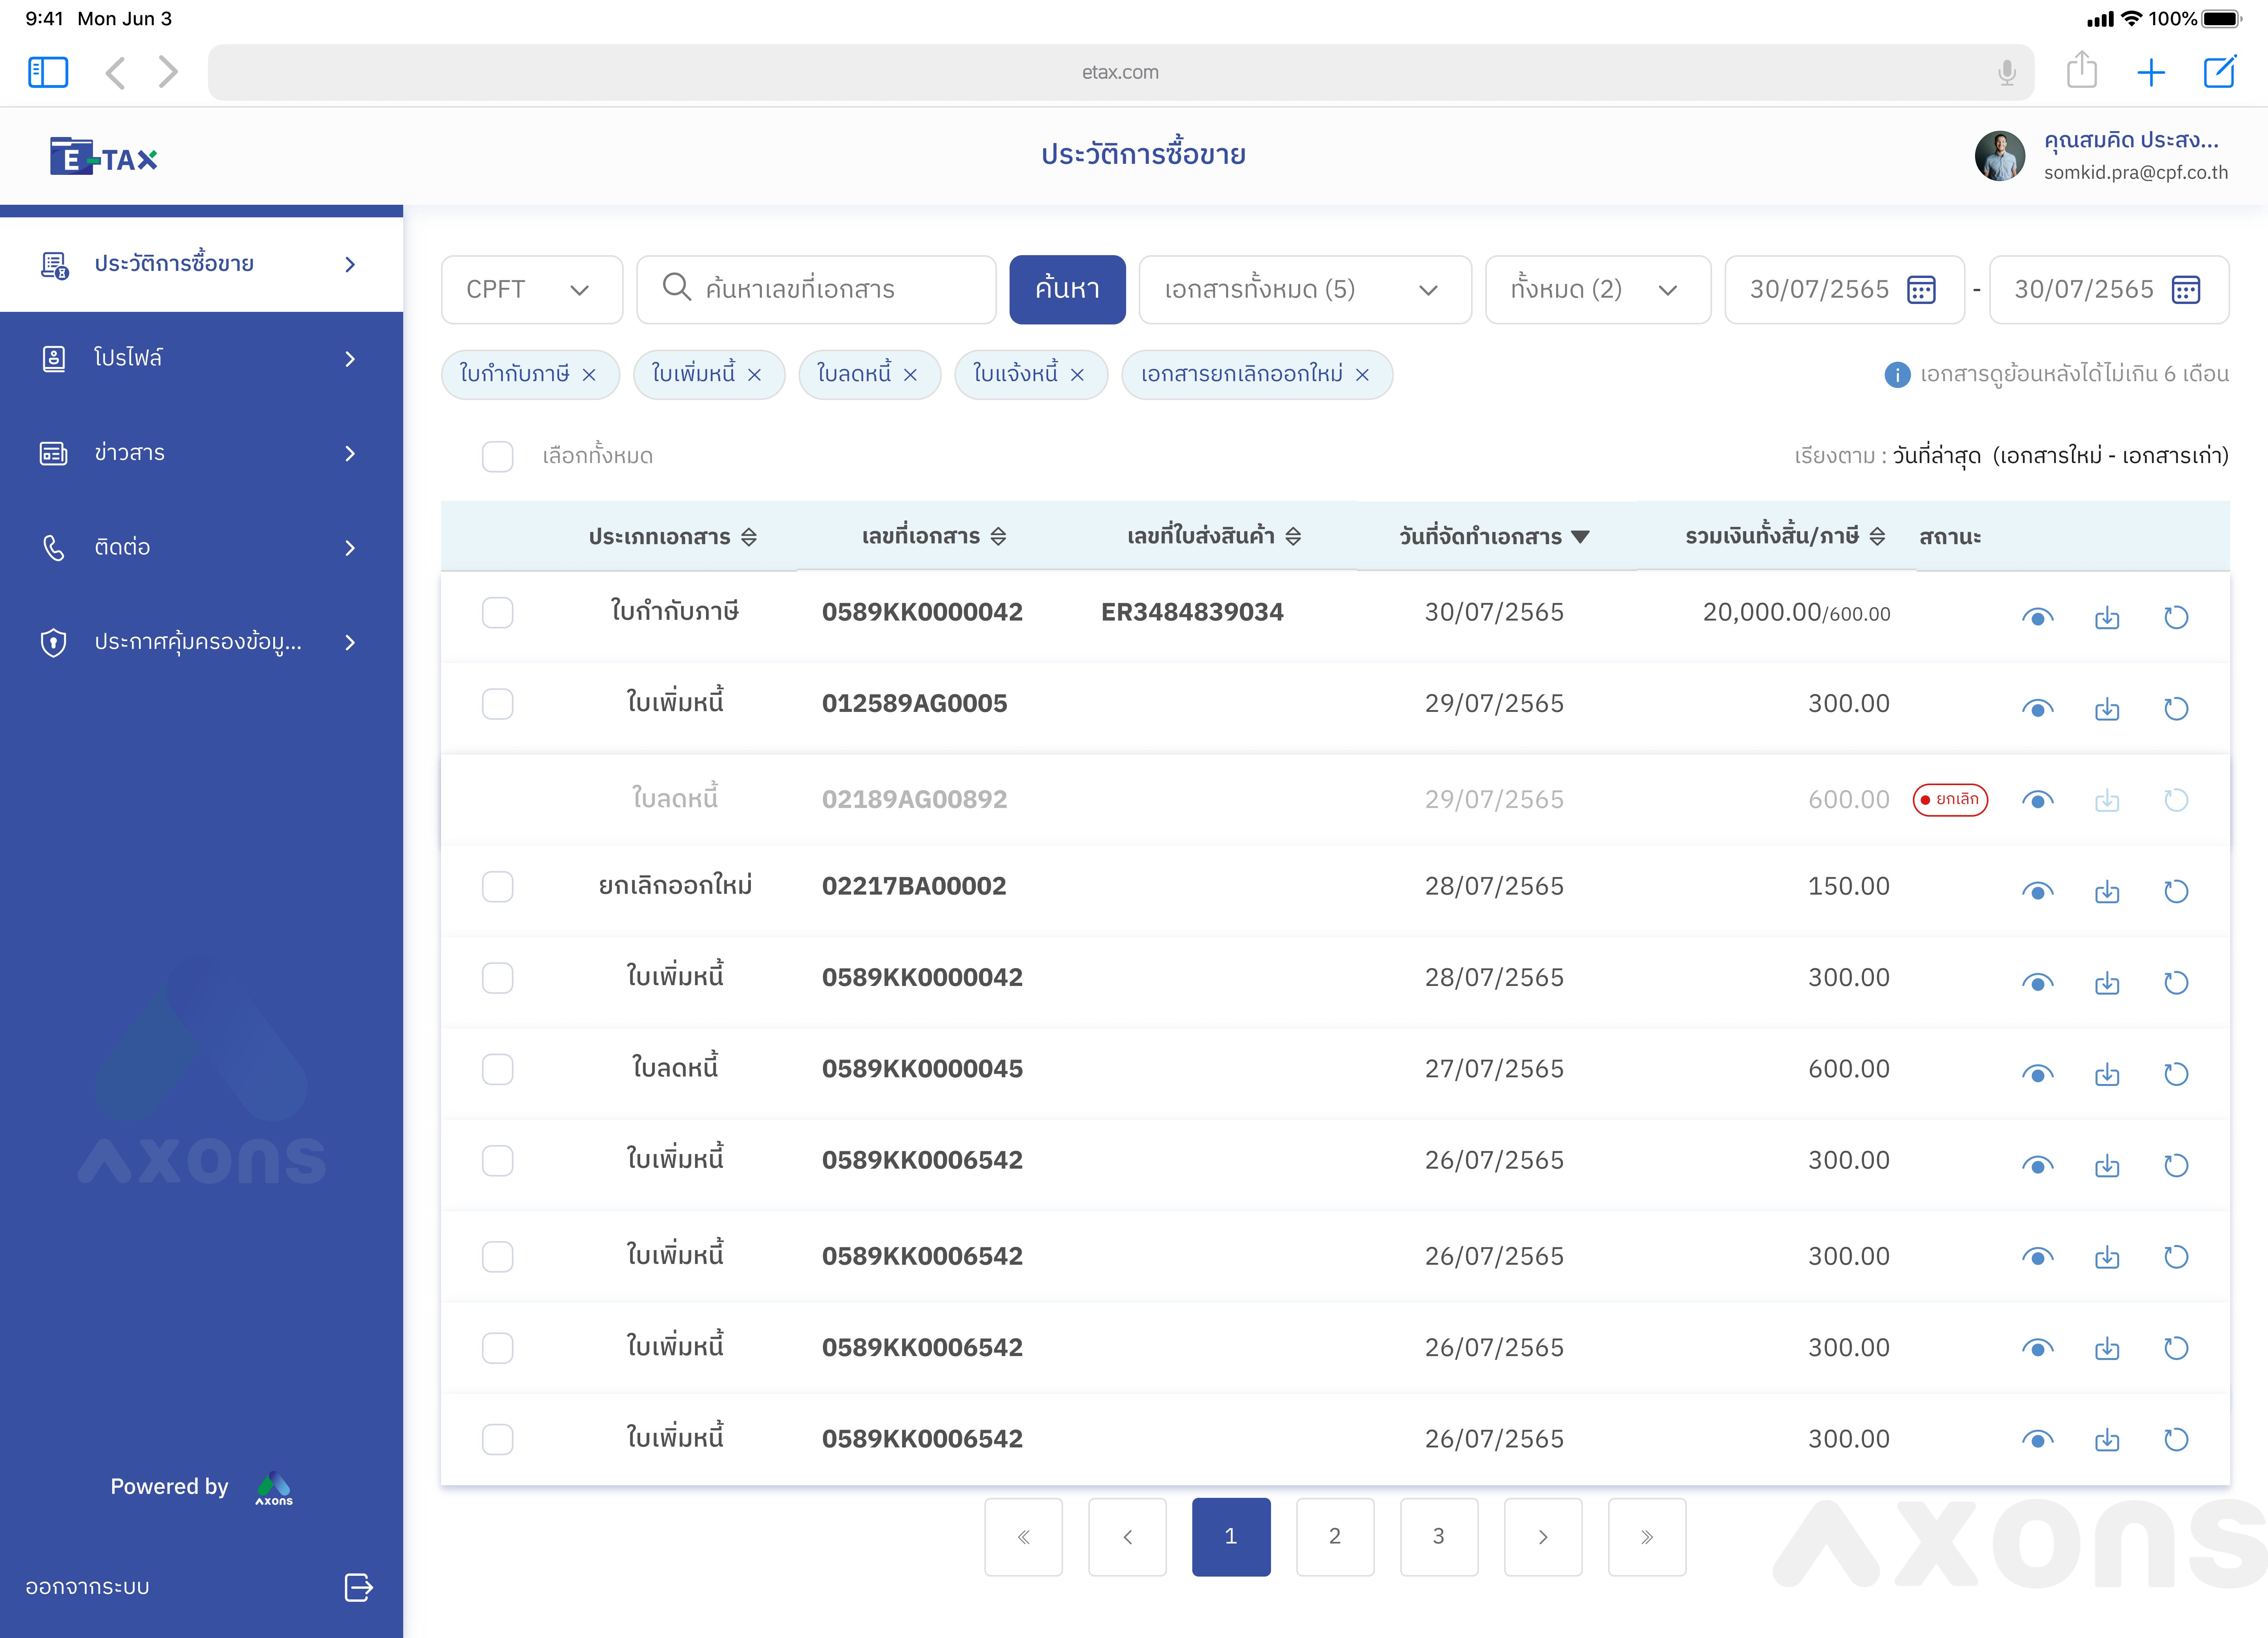 9:41 Mon Jun 3
100%
etax.com
E-TAX
ประวัติการซื้อขาย
คุณสมคิด ประสง...
somkid.pra@cpf.co.th
ประวัติการซื้อขาย
โปรไฟล์
ข่าวสาร
ติดต่อ
ประกาศคุ้มครองข้อมู...
axons
Powered by axons
ออกจากระบบ
CPFT ค้นหาเลขที่เอกสาร ค้นหา เอกสารทั้งหมด (5) ทั้งหมด (2) 30/07/2565 - 30/07/2565
ใบกำกับภาษี × ใบเพิ่มหนี้ × ใบลดหนี้ × ใบแจ้งหนี้ × เอกสารยกเลิกออกใหม่ ×
i เอกสารดูย้อนหลังได้ไม่เกิน 6 เดือน
เลือกทั้งหมด
เรียงตาม : วันที่ล่าสุด (เอกสารใหม่ - เอกสารเก่า)
ประเภทเอกสาร เลขที่เอกสาร เลขที่ใบส่งสินค้า วันที่จัดทำเอกสาร รวมเงินทั้งสิ้น/ภาษี สถานะ
ใบกำกับภาษี 0589KK0000042 ER3484839034 30/07/2565 20,000.00/600.00
ใบเพิ่มหนี้ 012589AG0005 29/07/2565 300.00
ใบลดหนี้ 02189AG00892 29/07/2565 600.00 ยกเลิก
ยกเลิกออกใหม่ 02217BA00002 28/07/2565 150.00
ใบเพิ่มหนี้ 0589KK0000042 28/07/2565 300.00
ใบลดหนี้ 0589KK0000045 27/07/2565 600.00
ใบเพิ่มหนี้ 0589KK0006542 26/07/2565 300.00
ใบเพิ่มหนี้ 0589KK0006542 26/07/2565 300.00
ใบเพิ่มหนี้ 0589KK0006542 26/07/2565 300.00
ใบเพิ่มหนี้ 0589KK0006542 26/07/2565 300.00
« ‹ 1 2 3 › »
axons